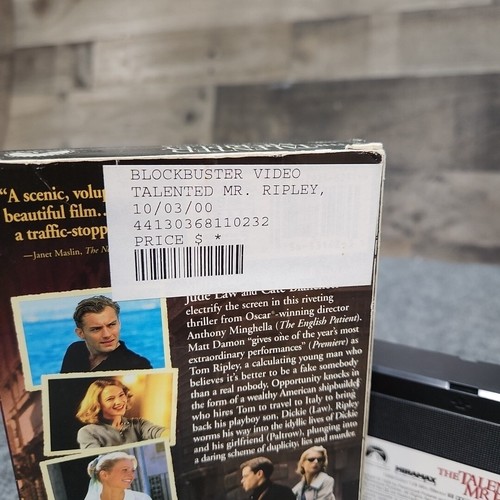 BLOCKBUSTER VIDEO
TALENTED MR. RIPLEY,
10/03/00
44130368110232
PRICE $ *
"A scenic, volup
beautiful film...
a traffic-stopp
—Janet Maslin, The N
Jude Law and Cate Blanchett
electrify the screen in this riveting
thriller from Oscar®-winning director
Anthony Minghella (The English Patient).
Matt Damon "gives one of the year's most
extraordinary performances" (Premiere) as
Tom Ripley, a calculating young man who
believes it's better to be a fake somebody
than a real nobody. Opportunity knocks in
the form of a wealthy American shipbuilder
who hires Tom to travel to Italy to bring
back his playboy son, Dickie (Law). Ripley
worms his way into the idyllic lives of Dickie
and his girlfriend (Paltrow), plunging into
a daring scheme of duplicity, lies and murder.
MIRAMAX
THE TALE
MR